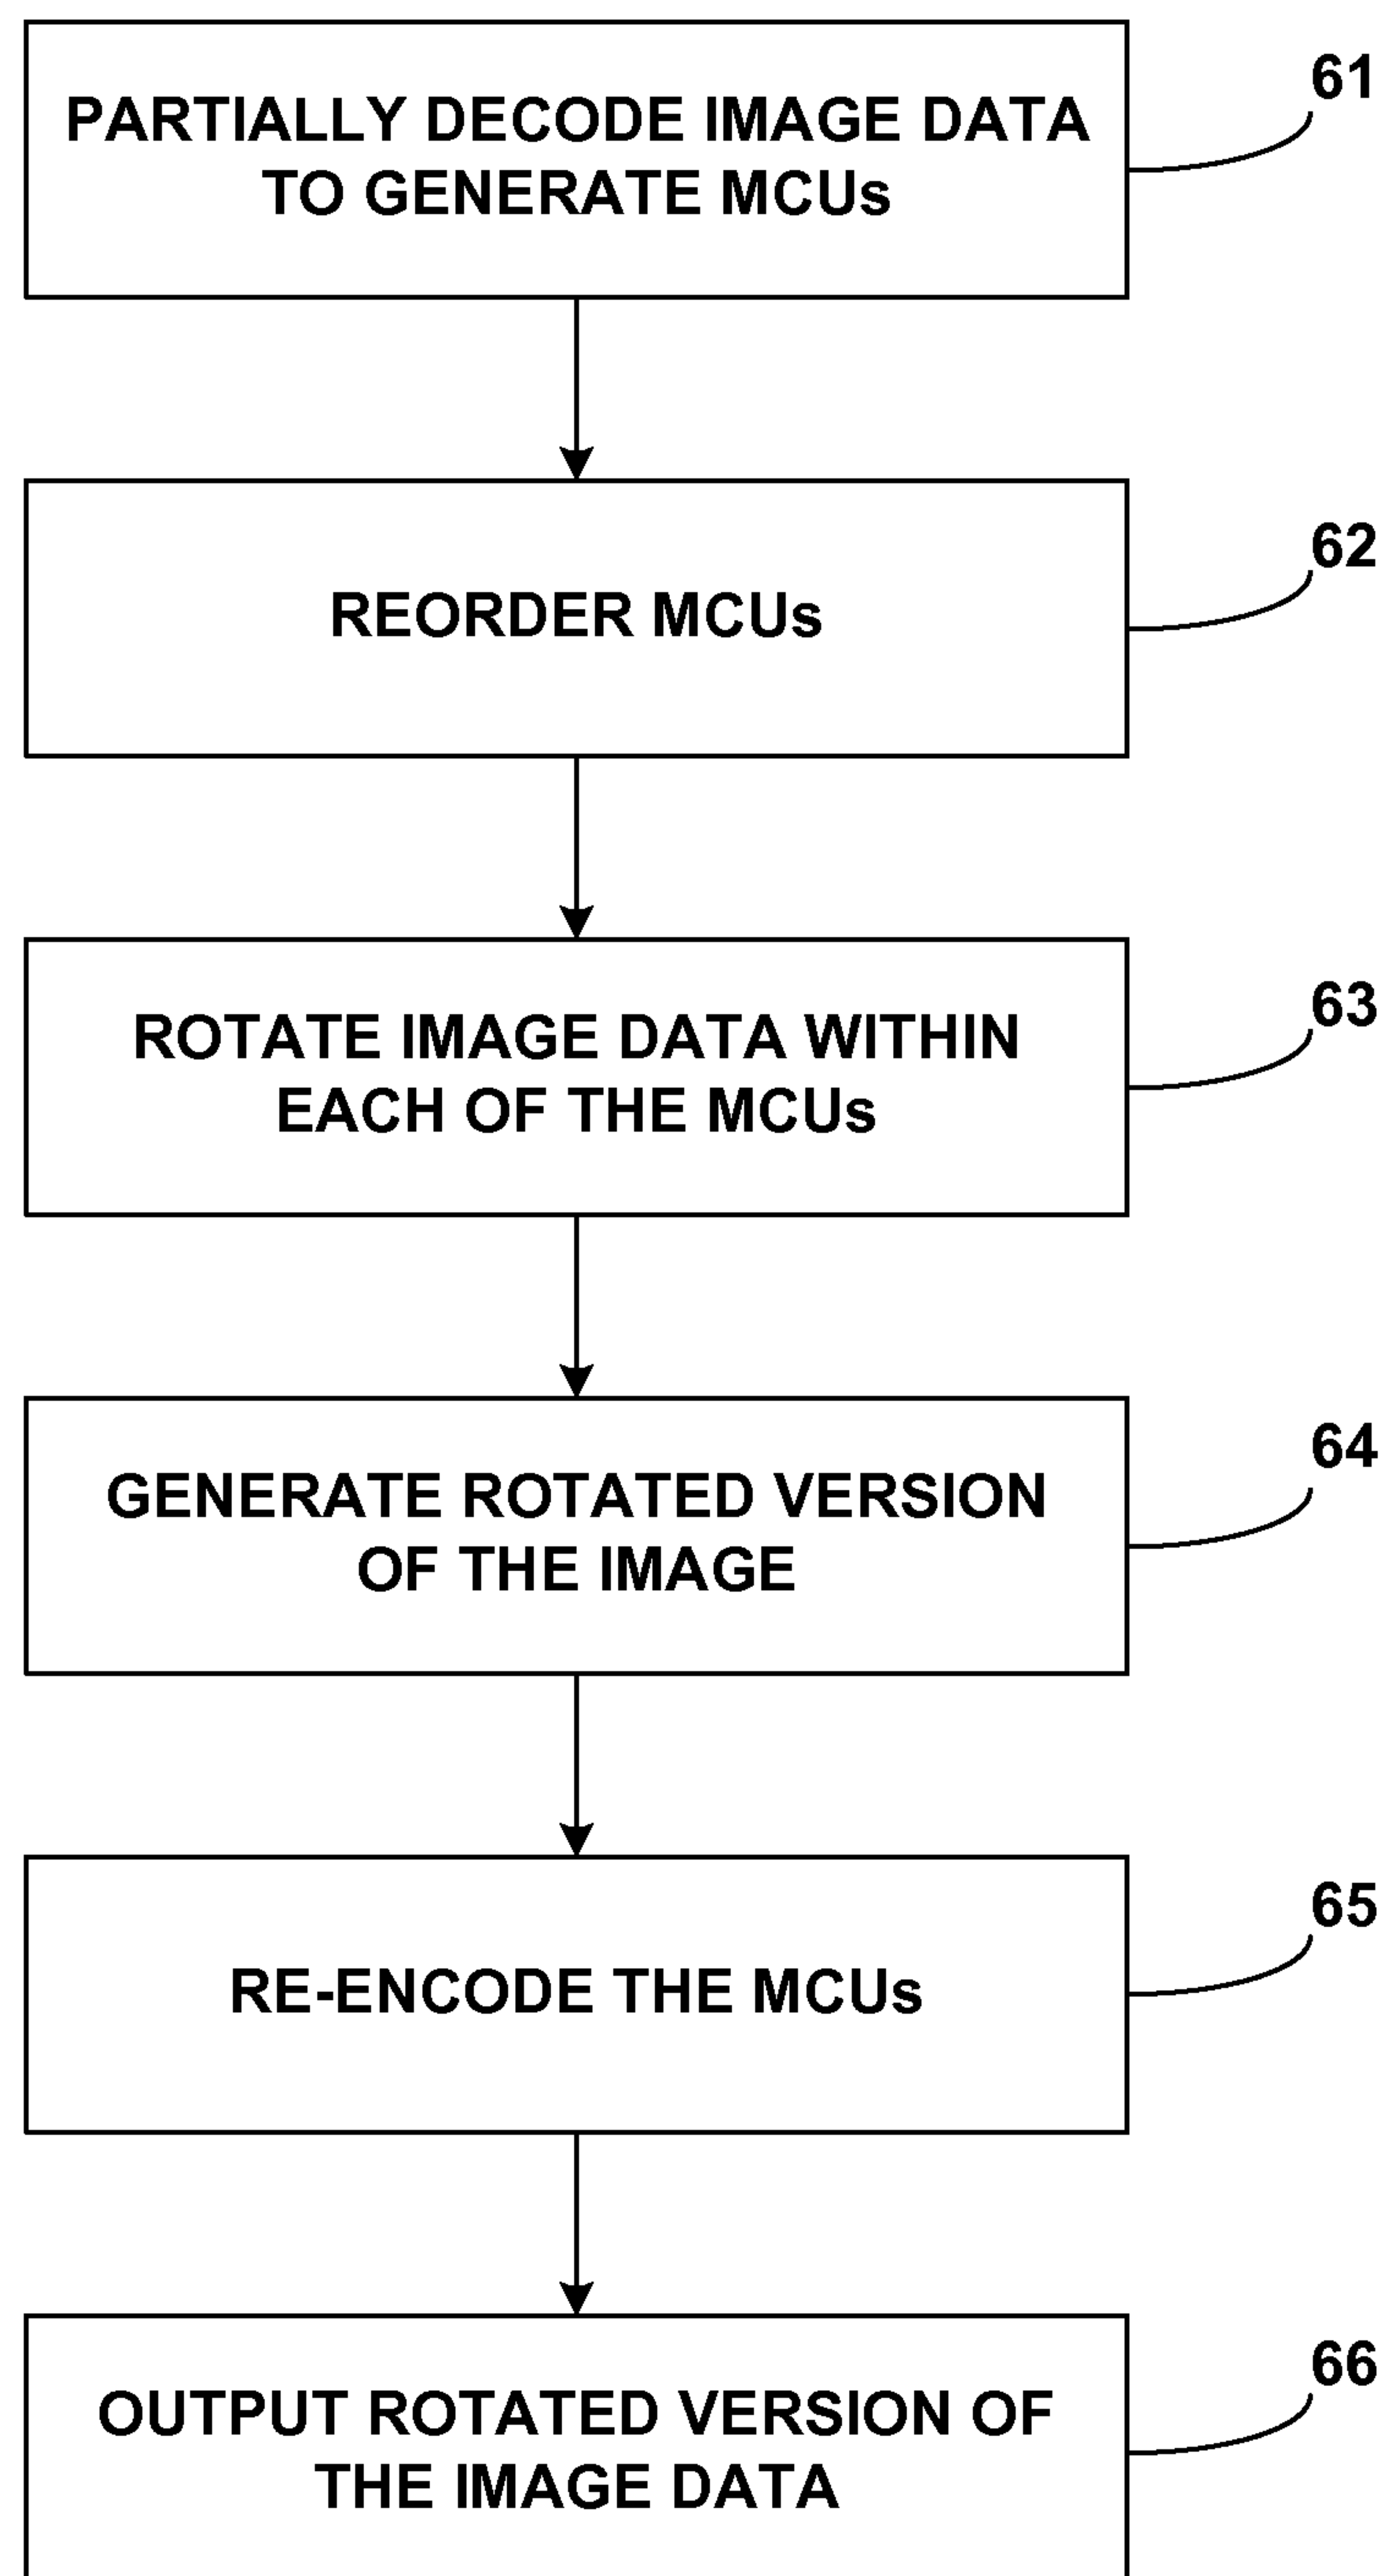 61
PARTIALLY DECODE IMAGE DATA
TO GENERATE MCUs
62
REORDER MCUs
63
ROTATE IMAGE DATA WITHIN
EACH OF THE MCUs
64
GENERATE ROTATED VERSION
OF THE IMAGE
65
RE-ENCODE THE MCUs
66
OUTPUT ROTATED VERSION OF
THE IMAGE DATA